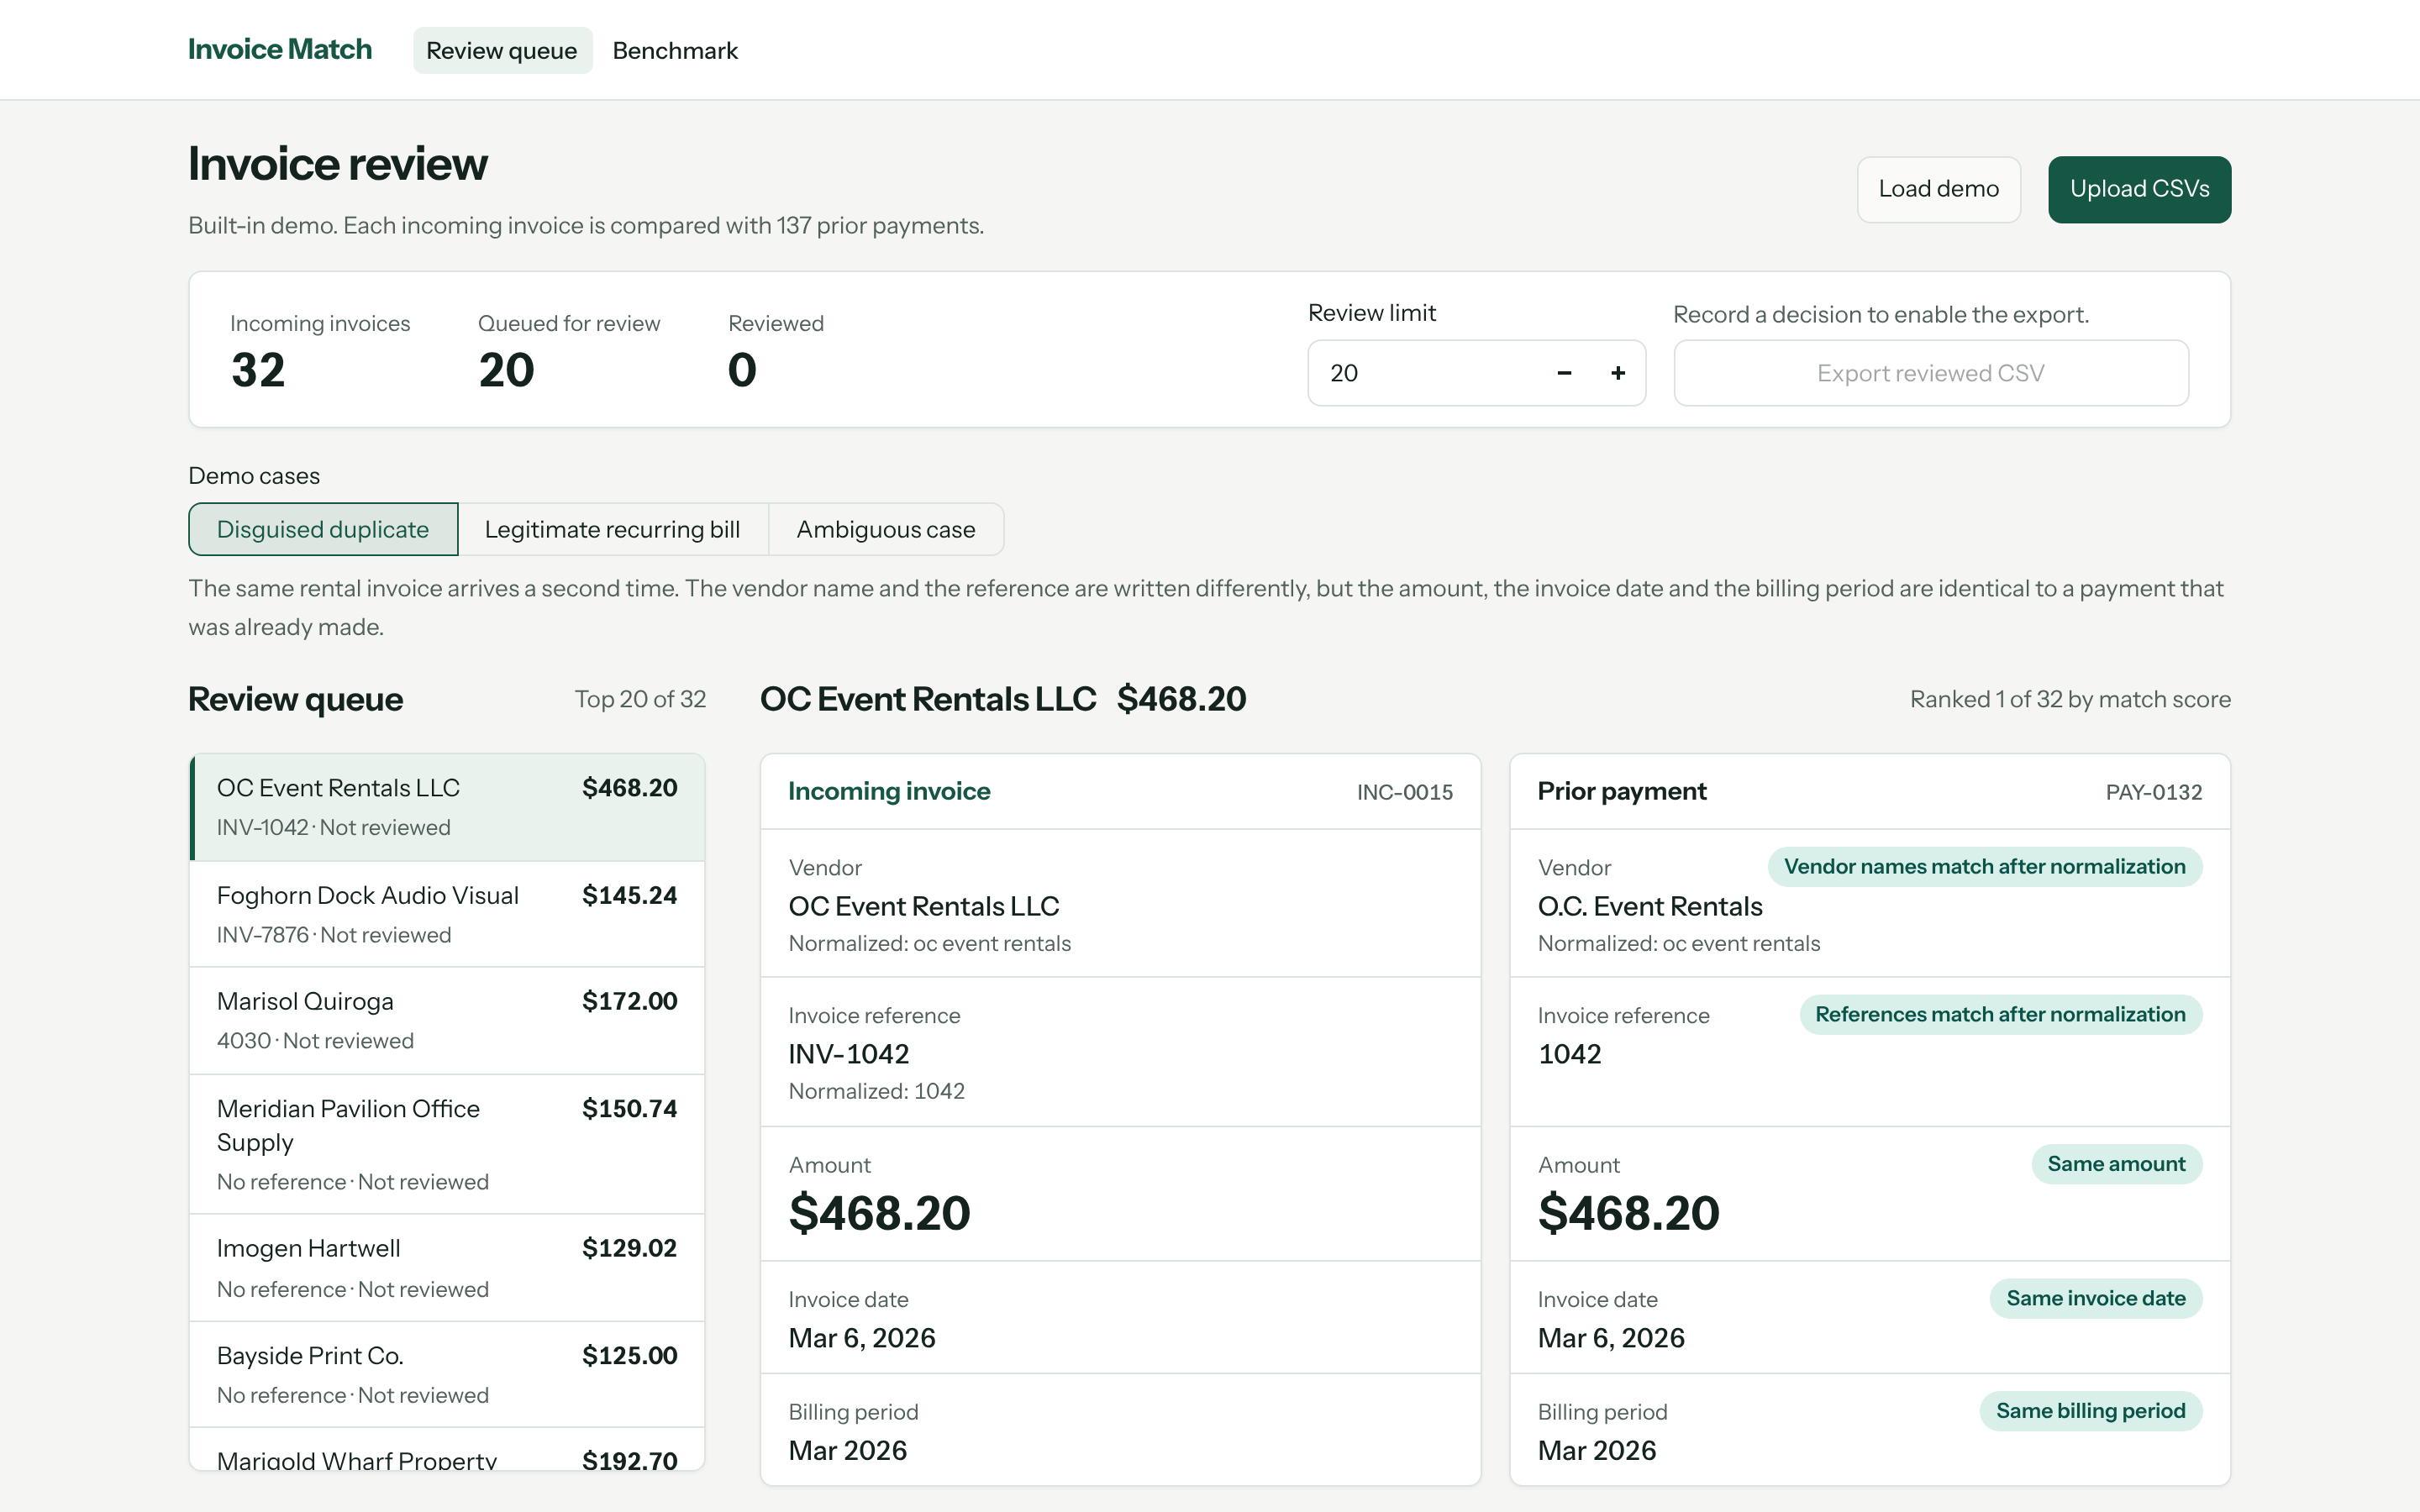 Invoice Match
Review queue
Benchmark
Invoice review
Built-in demo. Each incoming invoice is compared with 137 prior payments.
Load demo
Upload CSVs
Incoming invoices
32
Queued for review
20
Reviewed
0
Review limit
20
− +
Record a decision to enable the export.
Export reviewed CSV
Demo cases
Disguised duplicate
Legitimate recurring bill
Ambiguous case
The same rental invoice arrives a second time. The vendor name and the reference are written differently, but the amount, the invoice date and the billing period are identical to a payment that
was already made.
Review queue
Top 20 of 32
OC Event Rentals LLC $468.20
INV-1042 · Not reviewed
Foghorn Dock Audio Visual $145.24
INV-7876 · Not reviewed
Marisol Quiroga $172.00
4030 · Not reviewed
Meridian Pavilion Office $150.74
Supply
No reference · Not reviewed
Imogen Hartwell $129.02
No reference · Not reviewed
Bayside Print Co. $125.00
No reference · Not reviewed
Marigold Wharf Property $192.70
OC Event Rentals LLC $468.20
Ranked 1 of 32 by match score
Incoming invoice INC-0015
Vendor
OC Event Rentals LLC
Normalized: oc event rentals
Invoice reference
INV-1042
Normalized: 1042
Amount
$468.20
Invoice date
Mar 6, 2026
Billing period
Mar 2026
Prior payment PAY-0132
Vendor Vendor names match after normalization
O.C. Event Rentals
Normalized: oc event rentals
Invoice reference References match after normalization
1042
Amount Same amount
$468.20
Invoice date Same invoice date
Mar 6, 2026
Billing period Same billing period
Mar 2026